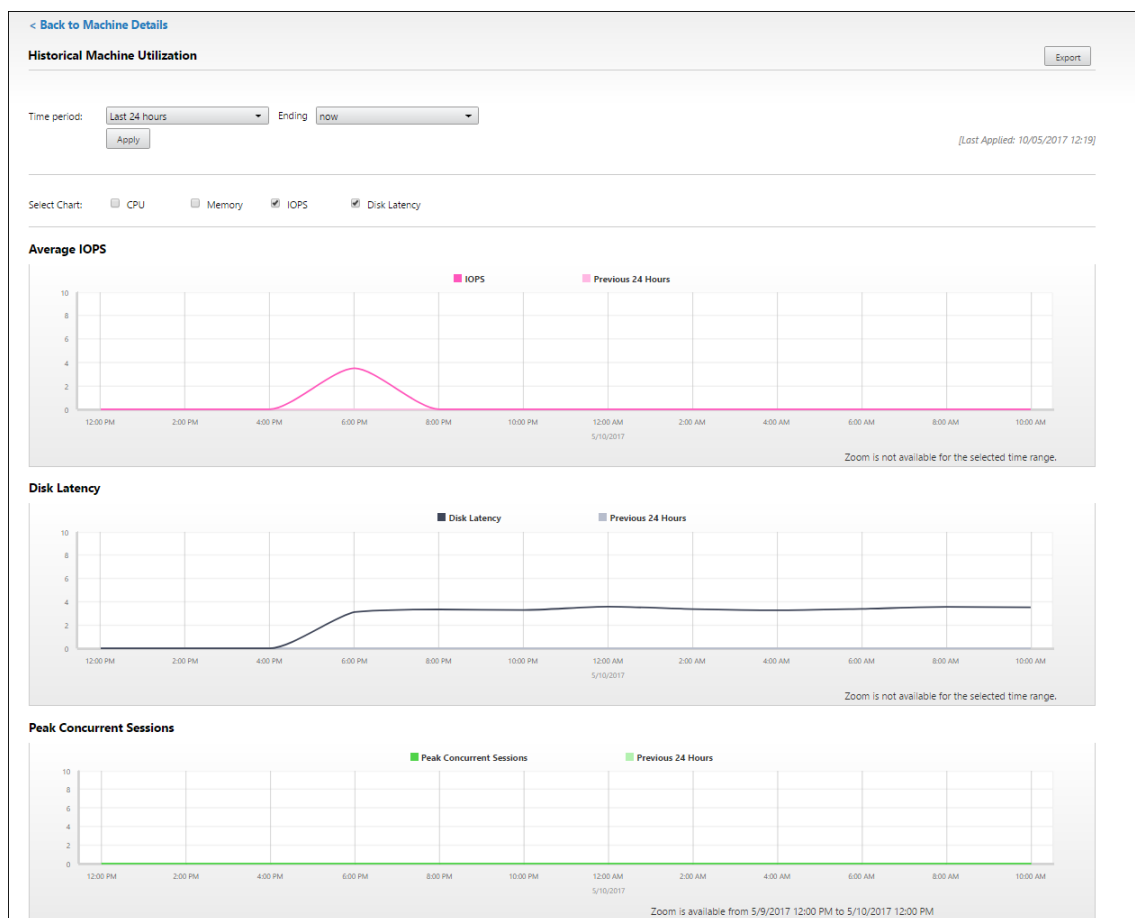 < Back to Machine Details
Historical Machine Utilization
Export
Time period: Last 24 hours Ending now
Apply
[Last Applied: 10/05/2017 12:19]
Select Chart: CPU Memory IOPS Disk Latency
Average IOPS
IOPS Previous 24 Hours
10
8
6
4
2
0
12:00 PM 2:00 PM 4:00 PM 6:00 PM 8:00 PM 10:00 PM 12:00 AM 2:00 AM 4:00 AM 6:00 AM 8:00 AM 10:00 AM
5/10/2017
Zoom is not available for the selected time range.
Disk Latency
Disk Latency Previous 24 Hours
10
8
6
4
2
0
12:00 PM 2:00 PM 4:00 PM 6:00 PM 8:00 PM 10:00 PM 12:00 AM 2:00 AM 4:00 AM 6:00 AM 8:00 AM 10:00 AM
5/10/2017
Zoom is not available for the selected time range.
Peak Concurrent Sessions
Peak Concurrent Sessions Previous 24 Hours
10
8
6
4
2
0
12:00 PM 2:00 PM 4:00 PM 6:00 PM 8:00 PM 10:00 PM 12:00 AM 2:00 AM 4:00 AM 6:00 AM 8:00 AM 10:00 AM
5/10/2017
Zoom is available from 5/9/2017 12:00 PM to 5/10/2017 12:00 PM